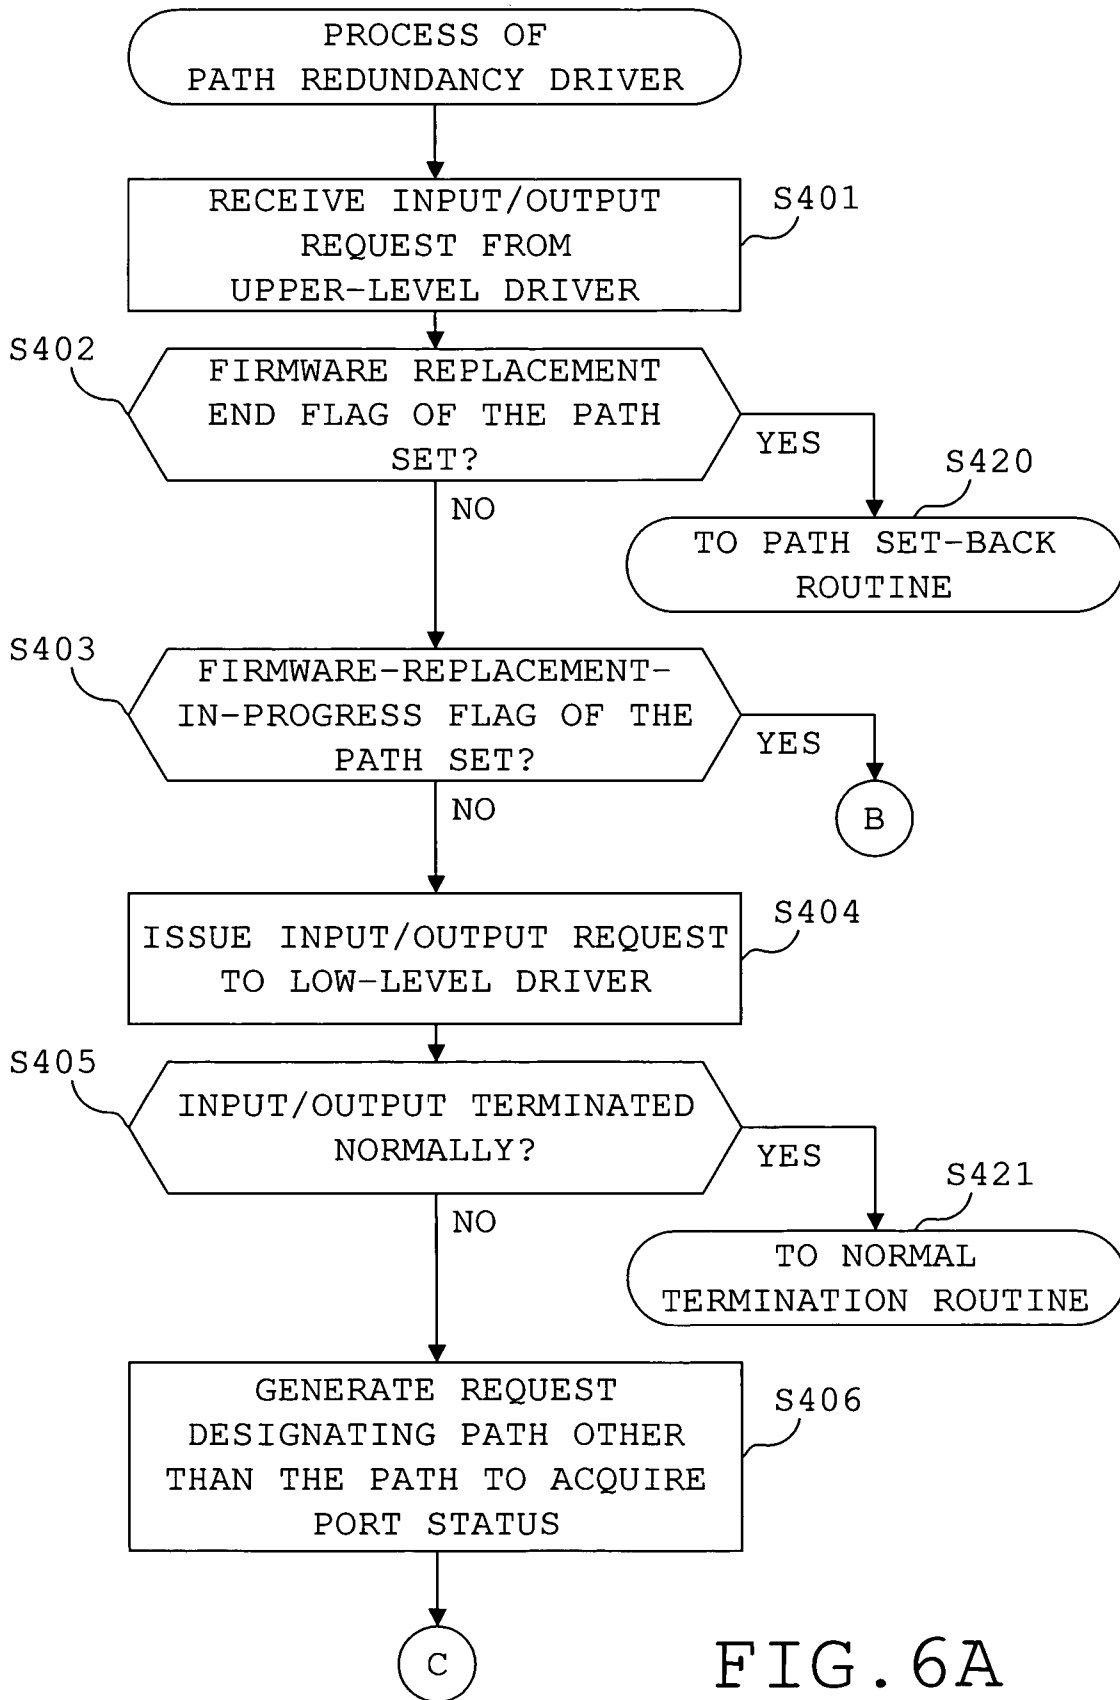 PROCESS OF
PATH REDUNDANCY DRIVER
S401
RECEIVE INPUT/OUTPUT
REQUEST FROM
UPPER-LEVEL DRIVER
S402
FIRMWARE REPLACEMENT
END FLAG OF THE PATH
SET?
YES
S420
NO
TO PATH SET-BACK
ROUTINE
S403
FIRMWARE-REPLACEMENT-
IN-PROGRESS FLAG OF THE
PATH SET?
YES
NO
B
S404
ISSUE INPUT/OUTPUT REQUEST
TO LOW-LEVEL DRIVER
S405
INPUT/OUTPUT TERMINATED
NORMALLY?
YES
S421
NO
TO NORMAL
TERMINATION ROUTINE
S406
GENERATE REQUEST
DESIGNATING PATH OTHER
THAN THE PATH TO ACQUIRE
PORT STATUS
C
FIG.6A